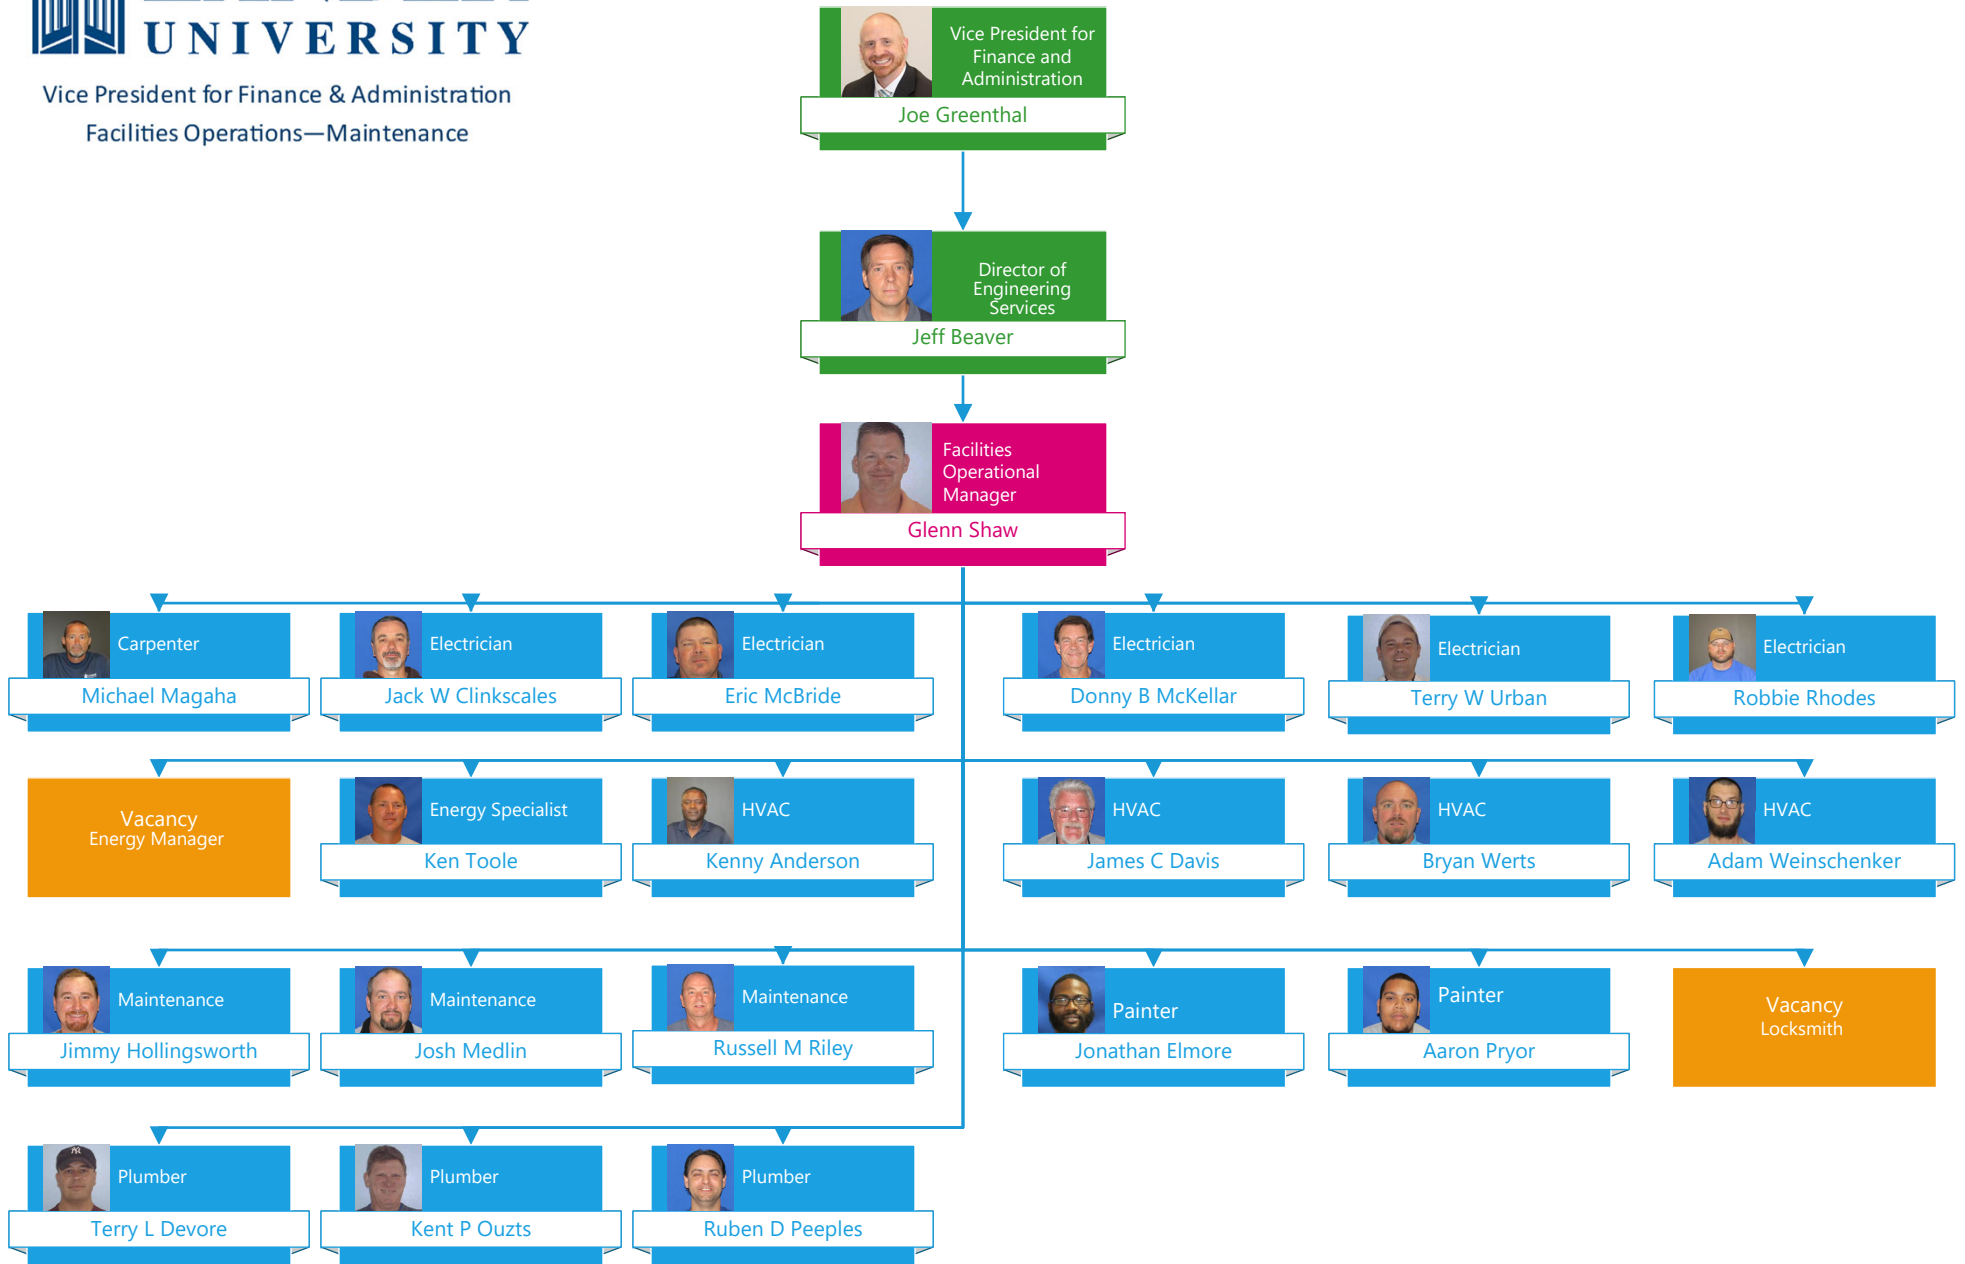 UNIVERSITY
Vice President for Finance & Administration
Facilities Operations—Maintenance
Vice President for
Finance and
Administration
Joe Greenthal
Director of
Engineering
Services
Jeff Beaver
Facilities
Operational
Manager
Glenn Shaw
Carpenter
Michael Magaha
Electrician
Jack W Clinkscales
Electrician
Eric McBride
Electrician
Donny B McKellar
Electrician
Terry W Urban
Electrician
Robbie Rhodes
Vacancy
Energy Manager
Energy Specialist
Ken Toole
HVAC
Kenny Anderson
HVAC
James C Davis
HVAC
Bryan Werts
HVAC
Adam Weinschenker
Maintenance
Jimmy Hollingsworth
Maintenance
Josh Medlin
Maintenance
Russell M Riley
Painter
Jonathan Elmore
Painter
Aaron Pryor
Vacancy
Locksmith
Plumber
Terry L Devore
Plumber
Kent P Ouzts
Plumber
Ruben D Peeples